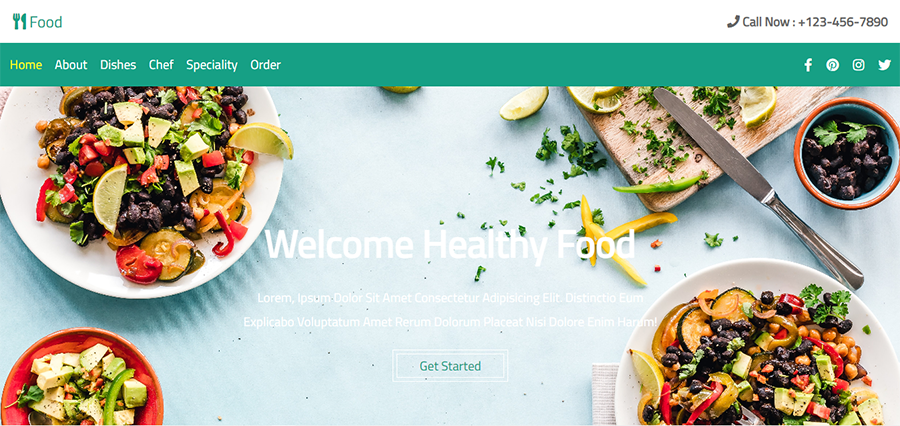 Food
Call Now : +123-456-7890
Home About Dishes Chef Speciality Order
Welcome Healthy Food
Lorem, Ipsum Dolor Sit Amet Consectetur Adipisicing Elit. Distinctio Eum
Explicabo Voluptatum Amet Rerum Dolorum Placeat Nisi Dolore Enim Harum!
Get Started